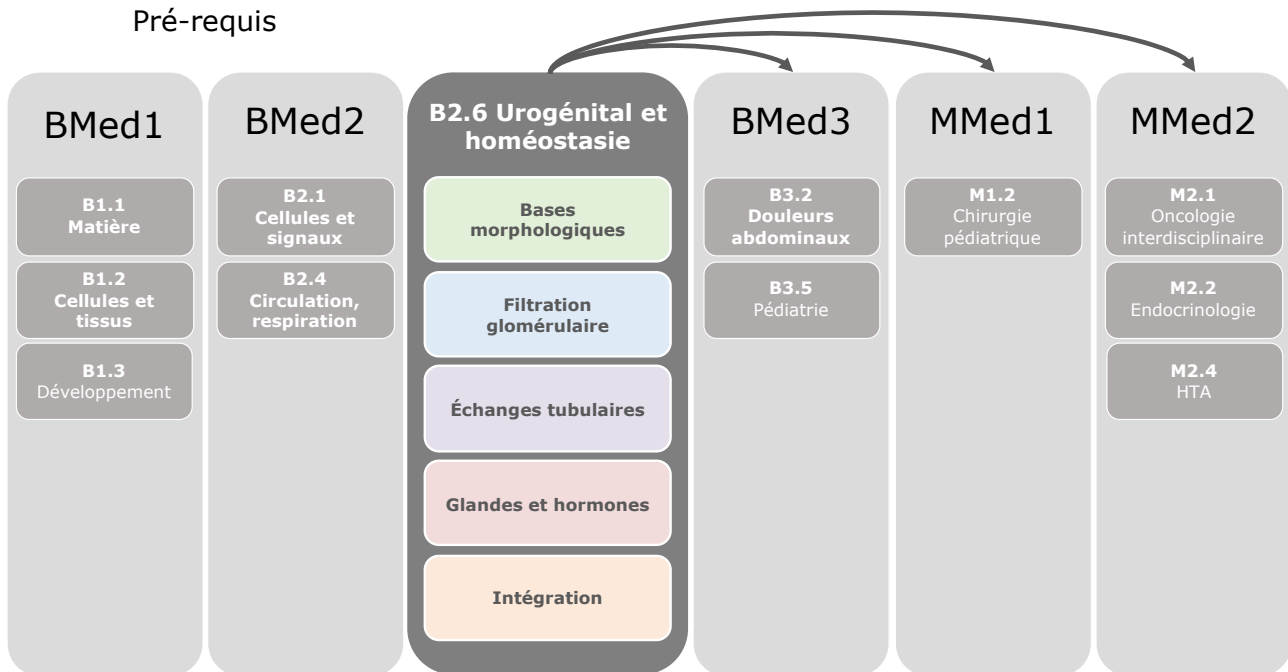 Pré-requis
BMed1
B1.1
Matière
B1.2
Cellules et
tissus
B1.3
Développement
BMed2
B2.1
Cellules et
signaux
B2.4
Circulation,
respiration
B2.6 Urogénital et
homéostasie
Bases
morphologiques
Filtration
glomérulaire
Échanges tubulaires
Glandes et hormones
Intégration
BMed3
B3.2
Douleurs
abdominaux
B3.5
Pédiatrie
MMed1
M1.2
Chirurgie
pédiatrique
MMed2
M2.1
Oncologie
interdisciplinaire
M2.2
Endocrinologie
M2.4
HTA